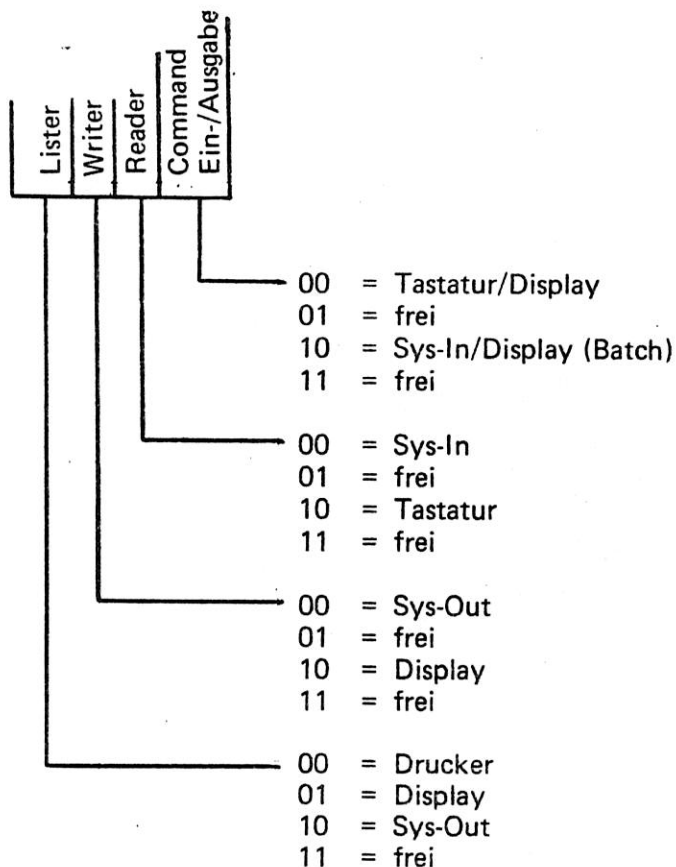 Lister
Writer
Reader
Command
Ein-/Ausgabe
00 = Tastatur/Display
01 = frei
10 = Sys-In/Display (Batch)
11 = frei
00 = Sys-In
01 = frei
10 = Tastatur
11 = frei
00 = Sys-Out
01 = frei
10 = Display
11 = frei
00 = Drucker
01 = Display
10 = Sys-Out
11 = frei